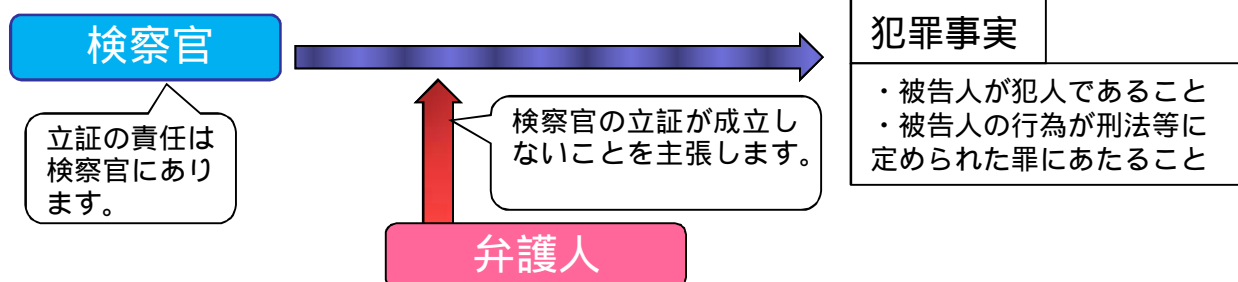 検察官
立証の責任は
検察官にあり
ます。
検察官の立証が成立し
ないことを主張します。
弁護人
犯罪事実
・被告人が犯人であること
・被告人の行為が刑法等に
定められた罪にあたること